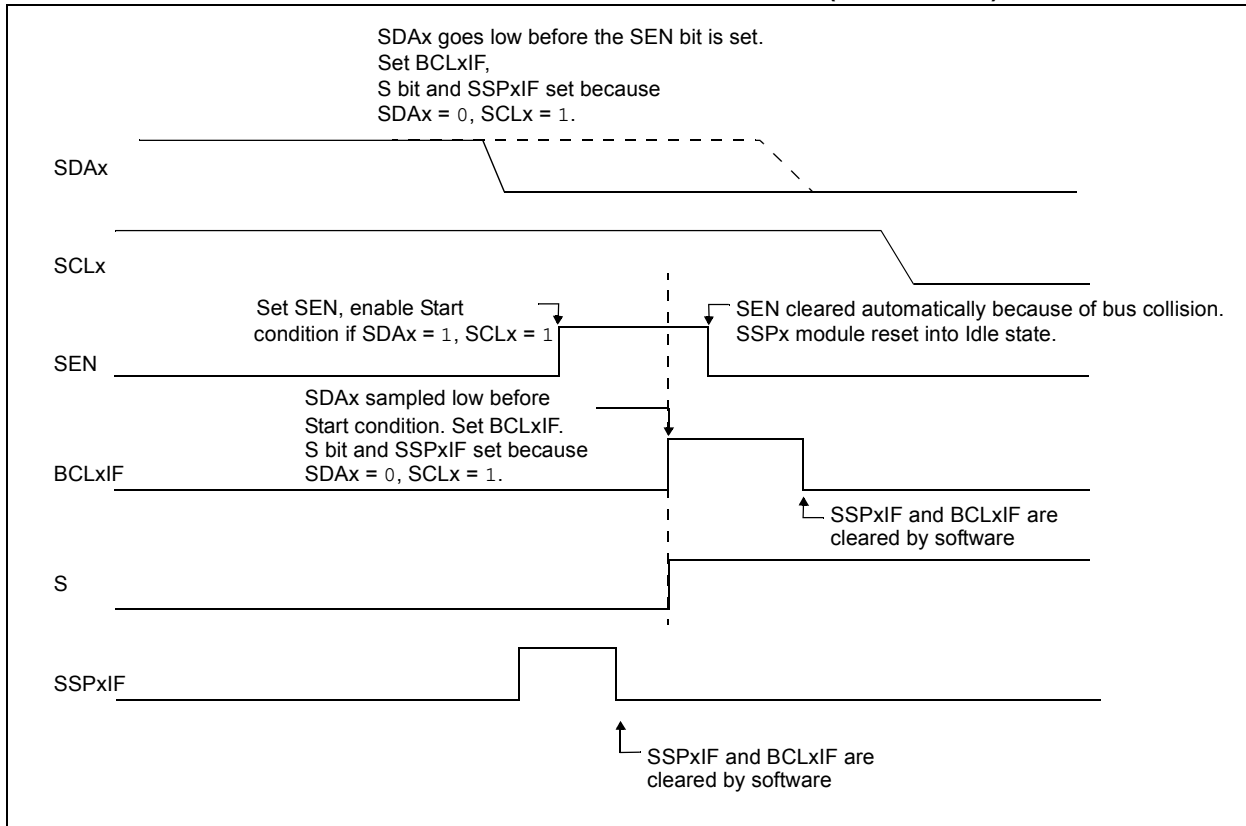 SDAx goes low before the SEN bit is set.
Set BCLxIF,
S bit and SSPxIF set because
SDAx = 0, SCLx = 1.
SDAx
SCLx
Set SEN, enable Start
condition if SDAx = 1, SCLx = 1
SEN cleared automatically because of bus collision.
SSPx module reset into Idle state.
SEN
SDAx sampled low before
Start condition. Set BCLxIF.
S bit and SSPxIF set because
SDAx = 0, SCLx = 1.
BCLxIF
SSPxIF and BCLxIF are
cleared by software
S
SSPxIF
SSPxIF and BCLxIF are
cleared by software